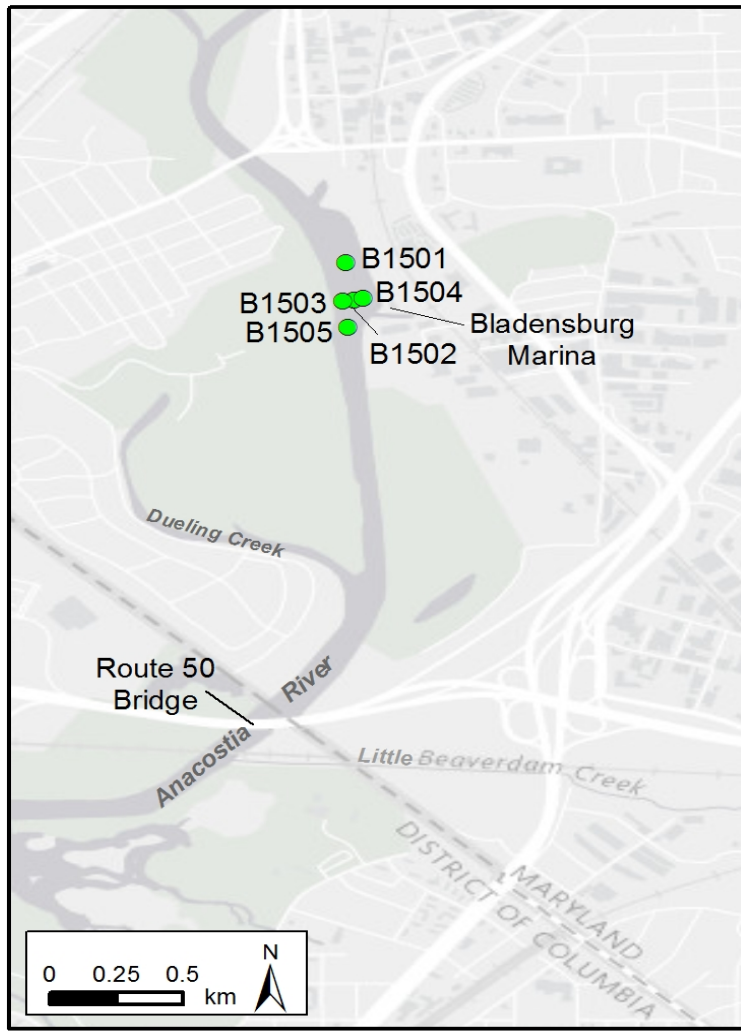 B1501
B1503
B1504
B1505
B1502
Bladensburg
Marina
Dueling Creek
Route 50
Bridge
Anacostia River
Little Beaverdam Creek
MARYLAND
DISTRICT OF COLUMBIA
N
0 0.25 0.5
km